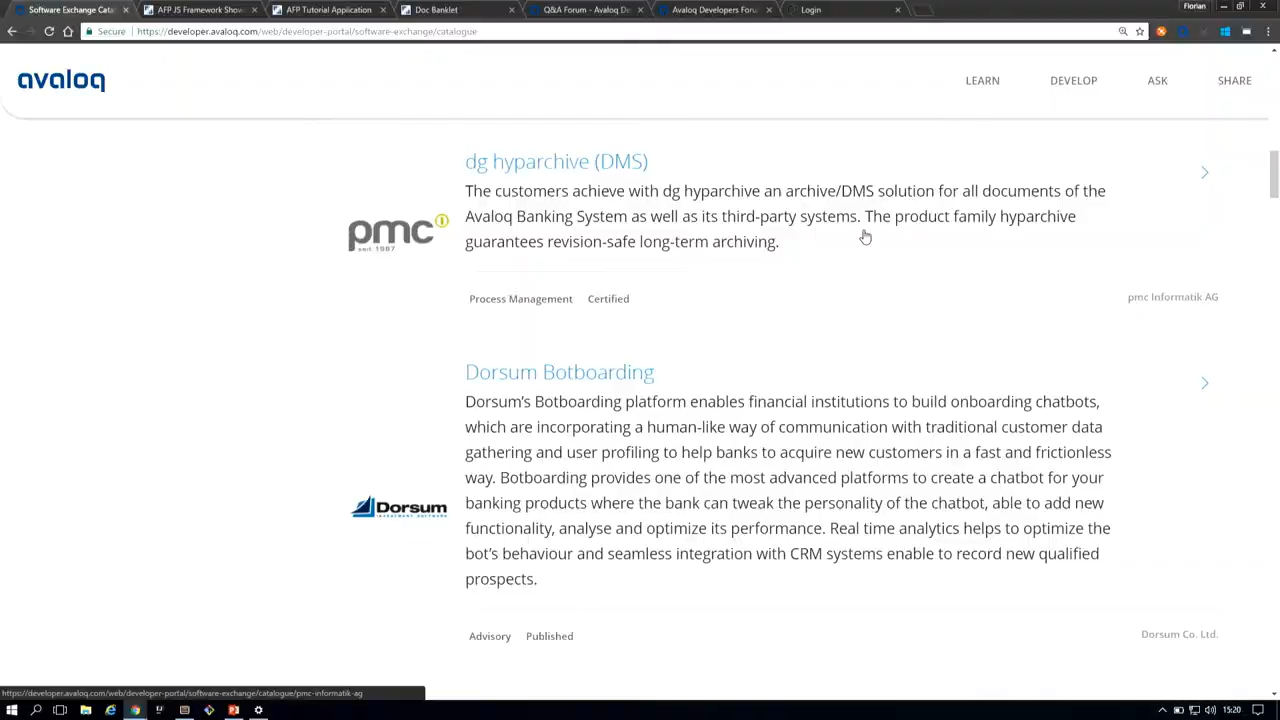 Software Exchange Cat
AFP JS Framework Show
AFP Tutorial Application
Doc Banklet
Q&A Forum - Avaloq De
Avaloq Developers Foru
Login
Florian
Secure
https://developer.avaloq.com/web/developer-portal/software-exchange/catalogue
avaloq
LEARN
DEVELOP
ASK
SHARE
dg hyparchive (DMS)
The customers achieve with dg hyparchive an archive/DMS solution for all documents of the
Avaloq Banking System as well as its third-party systems. The product family hyparchive
guarantees revision-safe long-term archiving.
pmc
seit 1987
Process Management
Certified
pmc Informatik AG
Dorsum Botboarding
Dorsum's Botboarding platform enables financial institutions to build onboarding chatbots,
which are incorporating a human-like way of communication with traditional customer data
gathering and user profiling to help banks to acquire new customers in a fast and frictionless
way. Botboarding provides one of the most advanced platforms to create a chatbot for your
banking products where the bank can tweak the personality of the chatbot, able to add new
functionality, analyse and optimize its performance. Real time analytics helps to optimize the
bot's behaviour and seamless integration with CRM systems enable to record new qualified
prospects.
Dorsum
INVESTMENT SOFTWARE
Advisory
Published
Dorsum Co. Ltd.
https://developer.avaloq.com/web/developer-portal/software-exchange/catalogue/pmc-informatik-ag
15:20